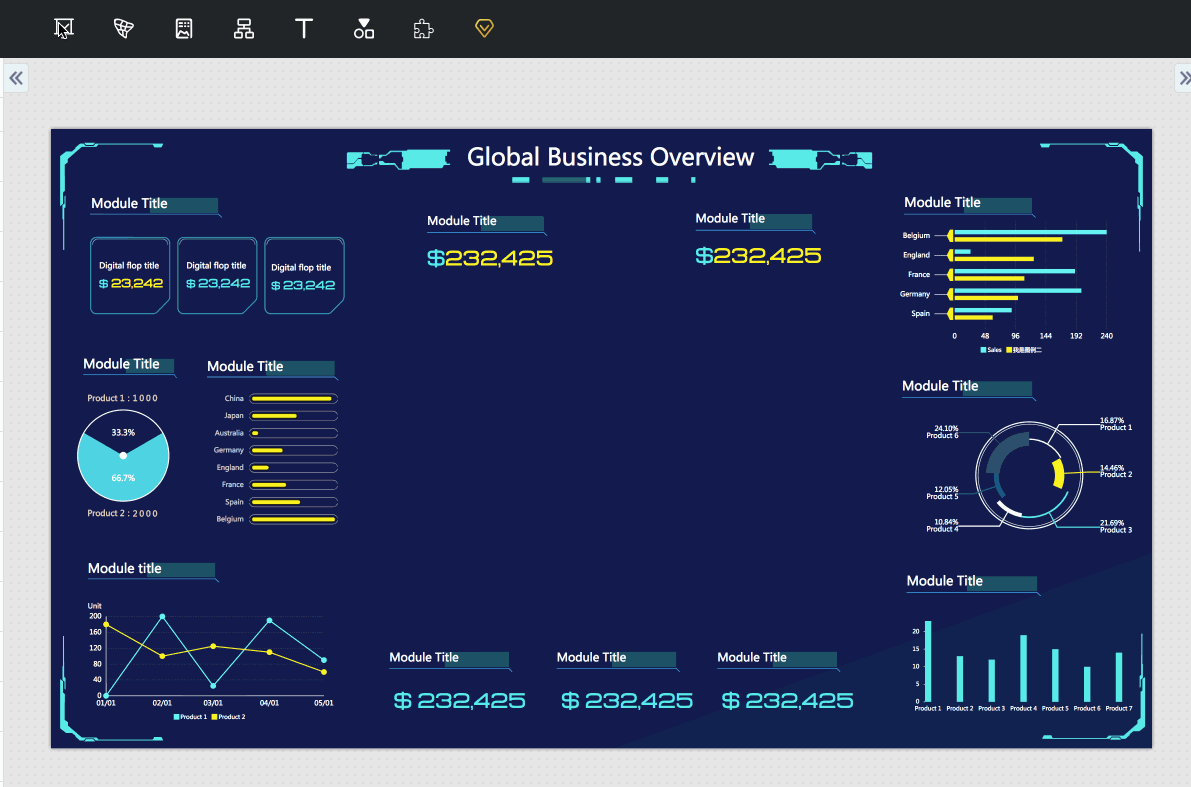 Global Business Overview
Module Title
Digital flop title
$ 23,242
Digital flop title
$ 23,242
Digital flop title
$ 23,242
Module Title
$232,425
Module Title
$232,425
Module Title
Belgium
England
France
Germany
Spain
0 48 96 144 192 240
Sales 我是图例二
Module Title
Product 1 : 1000
33.3%
66.7%
Product 2 : 2000
Module Title
China
Japan
Australia
Germany
England
France
Spain
Belgium
Module Title
16.87%
Product 1
14.46%
Product 2
21.69%
Product 3
10.84%
Product 4
12.05%
Product 5
24.10%
Product 6
Module title
Unit
200
160
120
80
40
0
01/01 02/01 03/01 04/01 05/01
Product 1 Product 2
Module Title
$ 232,425
Module Title
$ 232,425
Module Title
$ 232,425
Module Title
20
15
10
5
0
Product 1 Product 2 Product 3 Product 4 Product 5 Product 6 Product 7